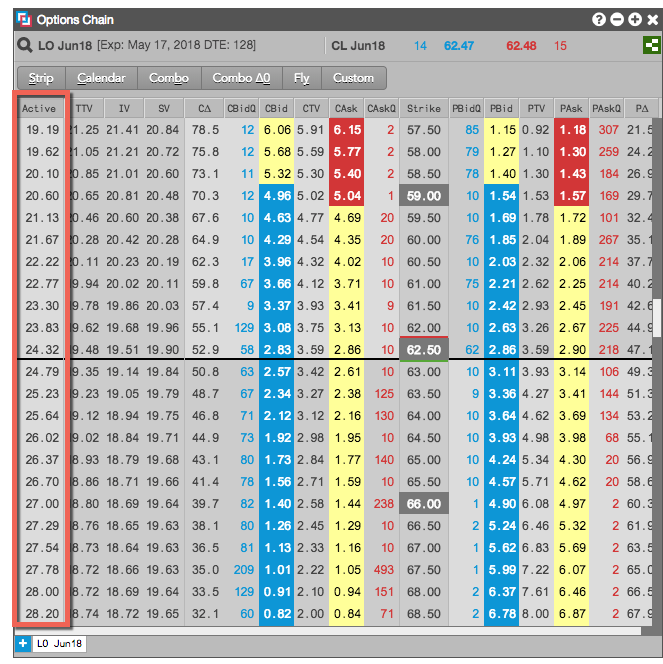 Options Chain
LO Jun18 [Exp: May 17, 2018 DTE: 128] CL Jun18 14 62.47 62.48 15
Strip Calendar Combo Combo Δ0 Fly Custom
Active TTV IV SV CΔ CBidQ CBid CTV CAsk CAskQ Strike PBidQ PBid PTV PAsk PAskQ PΔ
19.19 21.25 21.41 20.84 78.5 12 6.06 5.91 6.15 2 57.50 85 1.15 0.92 1.18 307 21.5
19.62 21.05 21.21 20.72 75.8 12 5.68 5.59 5.77 2 58.00 79 1.27 1.10 1.30 259 24.2
20.10 20.85 21.01 20.60 73.1 11 5.32 5.30 5.40 2 58.50 78 1.40 1.30 1.43 184 26.9
20.60 20.65 20.81 20.48 70.3 12 4.96 5.02 5.04 1 59.00 10 1.54 1.53 1.57 169 29.7
21.13 20.46 20.60 20.38 67.6 10 4.63 4.77 4.69 20 59.50 10 1.69 1.78 1.72 101 32.4
21.67 20.28 20.42 20.28 64.9 10 4.29 4.54 4.35 20 60.00 76 1.85 2.04 1.89 267 35.1
22.22 20.11 20.23 20.19 62.3 17 3.96 4.32 4.02 10 60.50 10 2.03 2.32 2.06 214 37.7
22.77 19.94 20.02 20.11 59.8 67 3.66 4.12 3.71 10 61.00 75 2.21 2.62 2.25 214 40.2
23.30 19.78 19.86 20.03 57.4 9 3.37 3.93 3.41 9 61.50 10 2.42 2.93 2.45 191 42.6
23.83 19.62 19.68 19.96 55.1 129 3.08 3.75 3.13 10 62.00 10 2.63 3.26 2.67 225 44.9
24.32 19.48 19.51 19.90 52.9 58 2.83 3.59 2.86 10 62.50 62 2.86 3.59 2.90 218 47.1
24.79 19.35 19.14 19.84 50.8 63 2.57 3.42 2.61 10 63.00 10 3.11 3.93 3.14 106 49.3
25.23 19.23 19.05 19.79 48.7 67 2.34 3.27 2.38 125 63.50 9 3.36 4.27 3.41 144 51.3
25.64 19.12 18.94 19.75 46.8 71 2.12 3.12 2.16 130 64.00 10 3.64 4.62 3.69 134 53.2
26.02 19.02 18.84 19.71 44.9 73 1.92 2.98 1.95 10 64.50 10 3.93 4.98 3.98 68 55.1
26.37 18.93 18.79 19.68 43.1 80 1.73 2.84 1.77 140 65.00 10 4.24 5.34 4.30 20 56.9
26.70 18.86 18.71 19.66 41.4 78 1.56 2.71 1.59 10 65.50 10 4.57 5.71 4.62 20 58.6
27.00 18.80 18.69 19.64 39.7 82 1.40 2.58 1.44 238 66.00 1 4.90 6.08 4.97 2 60.3
27.29 18.76 18.65 19.63 38.1 80 1.26 2.45 1.29 10 66.50 2 5.24 6.46 5.32 2 61.9
27.54 18.73 18.64 19.63 36.5 81 1.13 2.33 1.16 10 67.00 1 5.62 6.83 5.69 2 63.5
27.78 18.72 18.66 19.63 35.0 209 1.01 2.22 1.05 493 67.50 1 5.99 7.22 6.07 2 65.0
28.00 18.72 18.69 19.64 33.5 129 0.91 2.10 0.94 151 68.00 2 6.37 7.61 6.46 2 66.5
28.20 18.74 18.72 19.65 32.1 60 0.82 2.00 0.84 71 68.50 2 6.78 8.00 6.87 2 67.9
LO Jun18